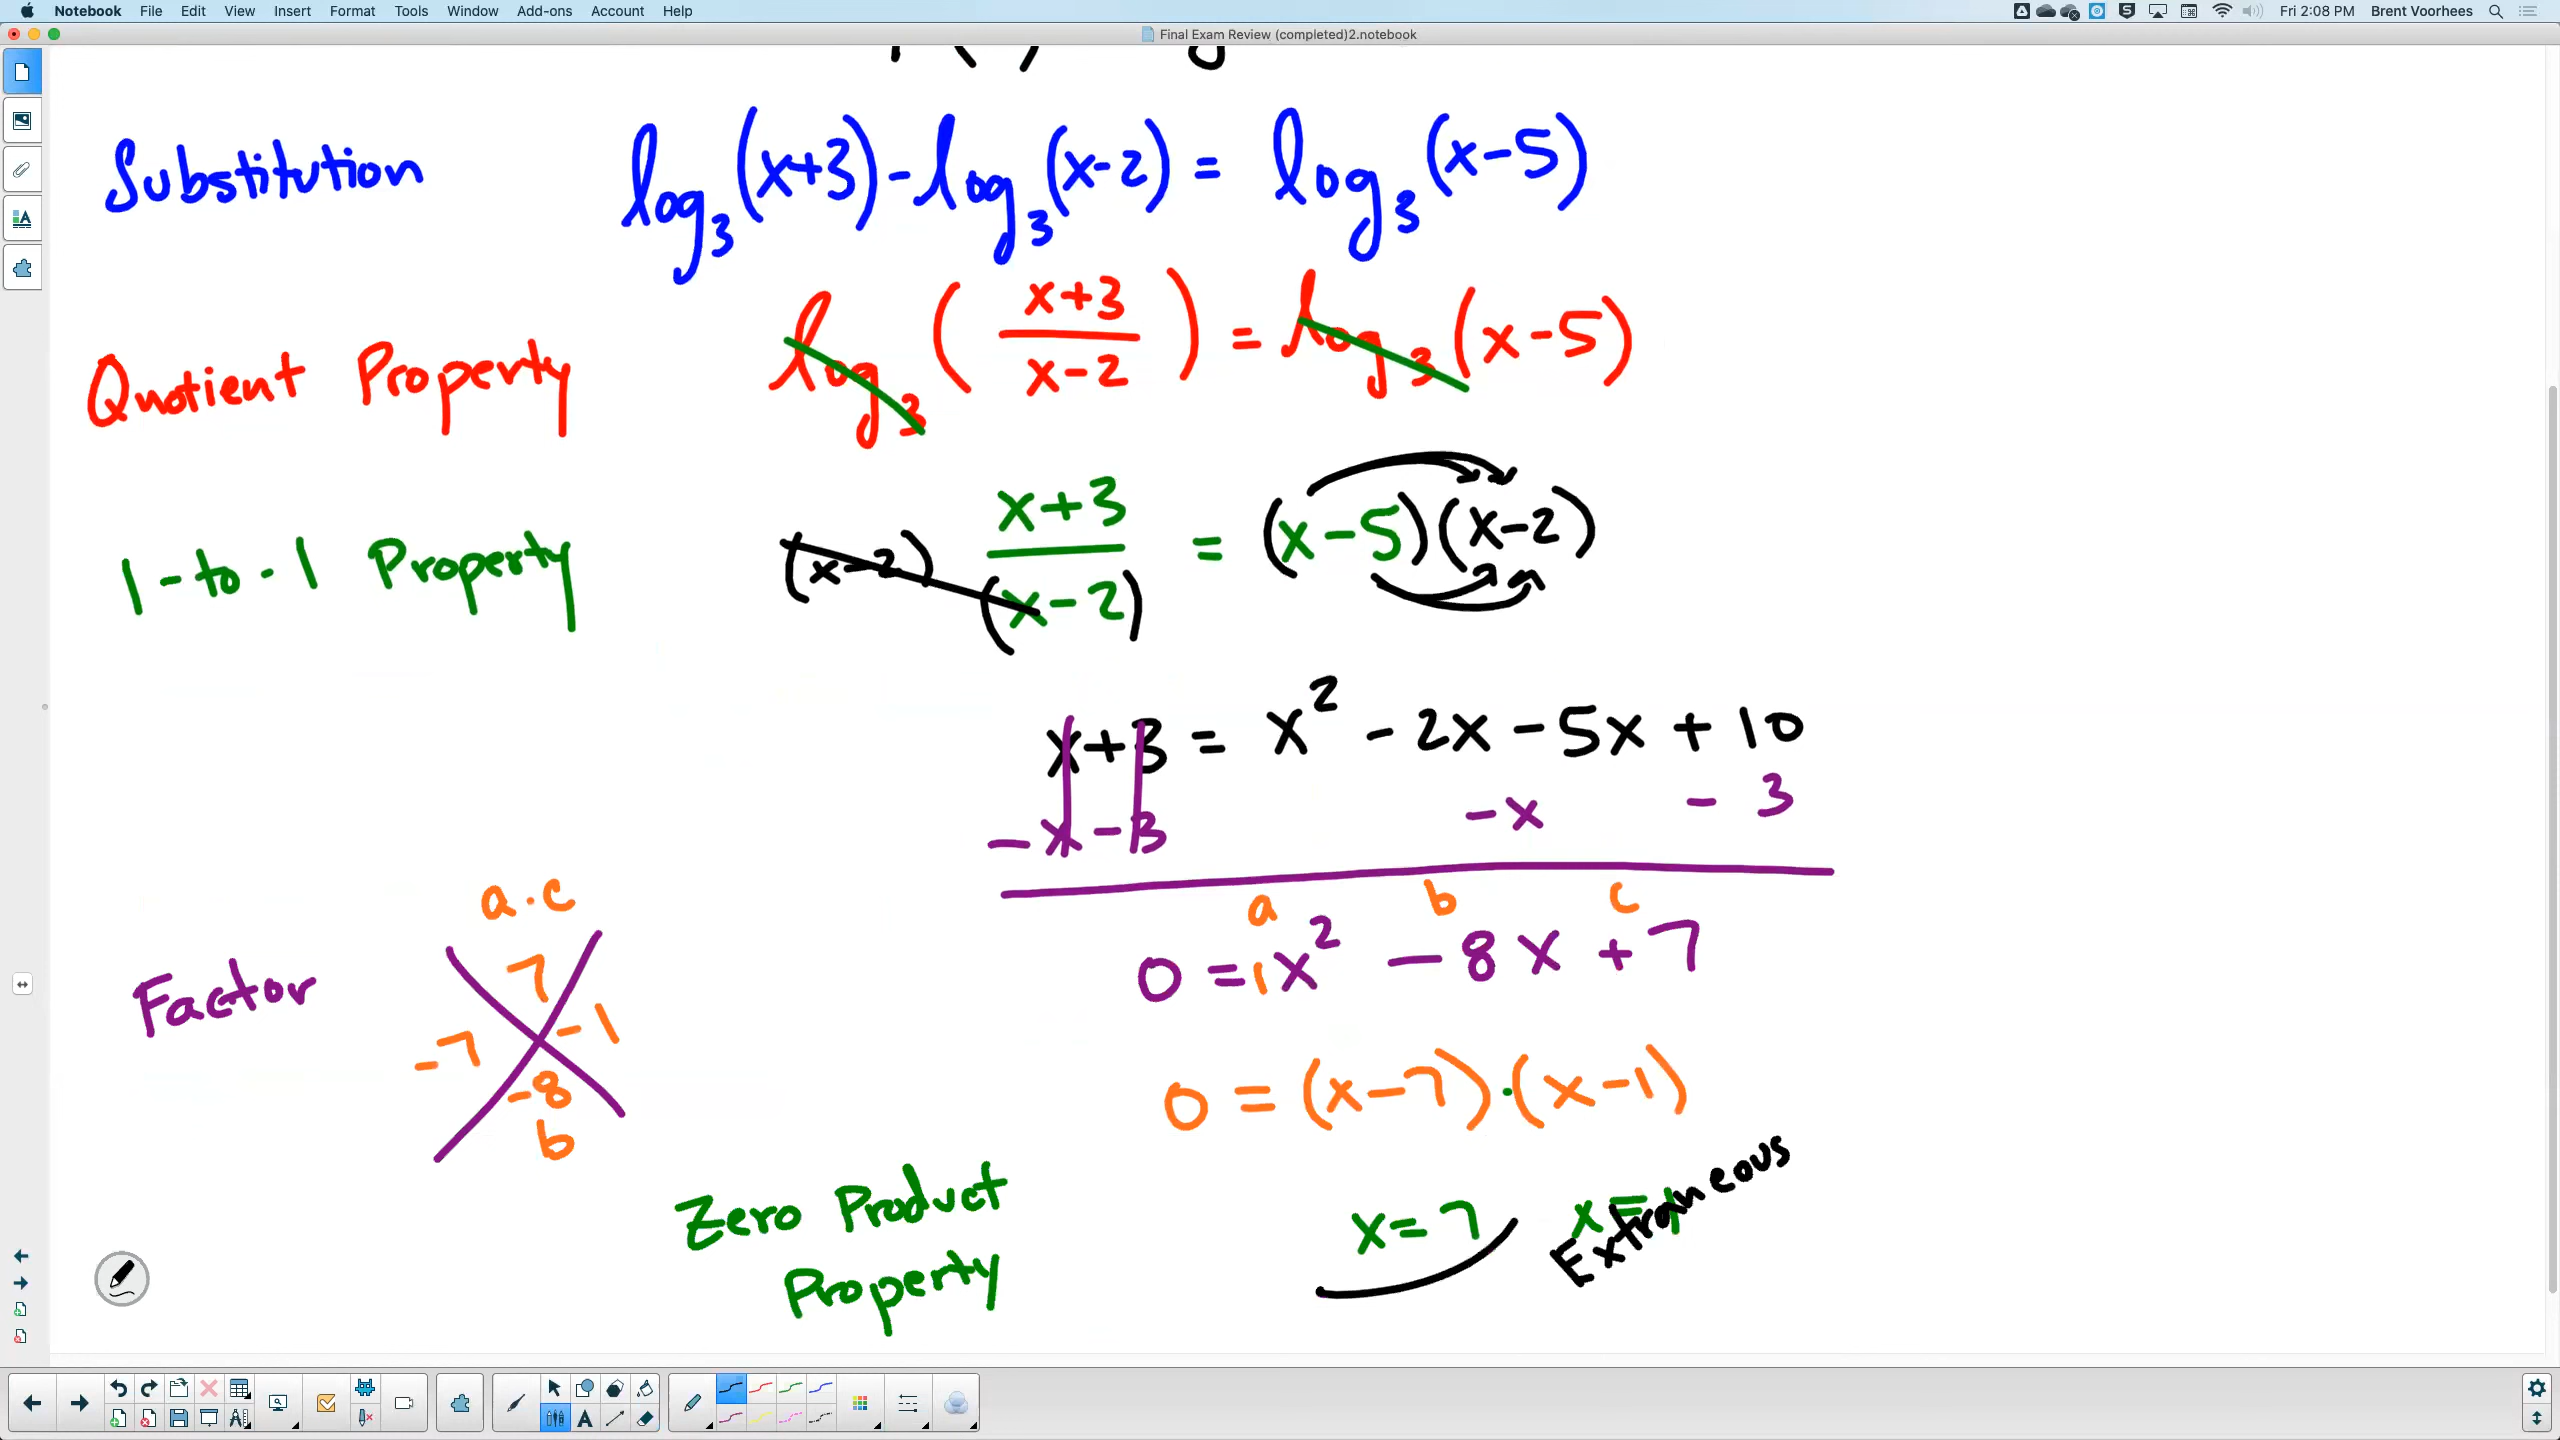 Notebook File Edit View Insert Format Tools Window Add-ons Account Help Fri 2:08 PM Brent Voorhees
Final Exam Review (completed)2.notebook
Substitution log₃(x+3) - log₃(x-2) = log₃(x-5)
Quotient Property log₃( (x+3)/(x-2) ) = log₃(x-5)
1-to-1 Property (x-2) (x+3)/(x-2) = (x-5)(x-2)
x+3 = x² - 2x - 5x + 10
-x -3 -x - 3
a b c
0 = 1x² - 8x + 7
Factor
a · c
7
-7 -1
-8
b
0 = (x-7)·(x-1)
Zero Product
Property
x=7 x=1
Extraneous